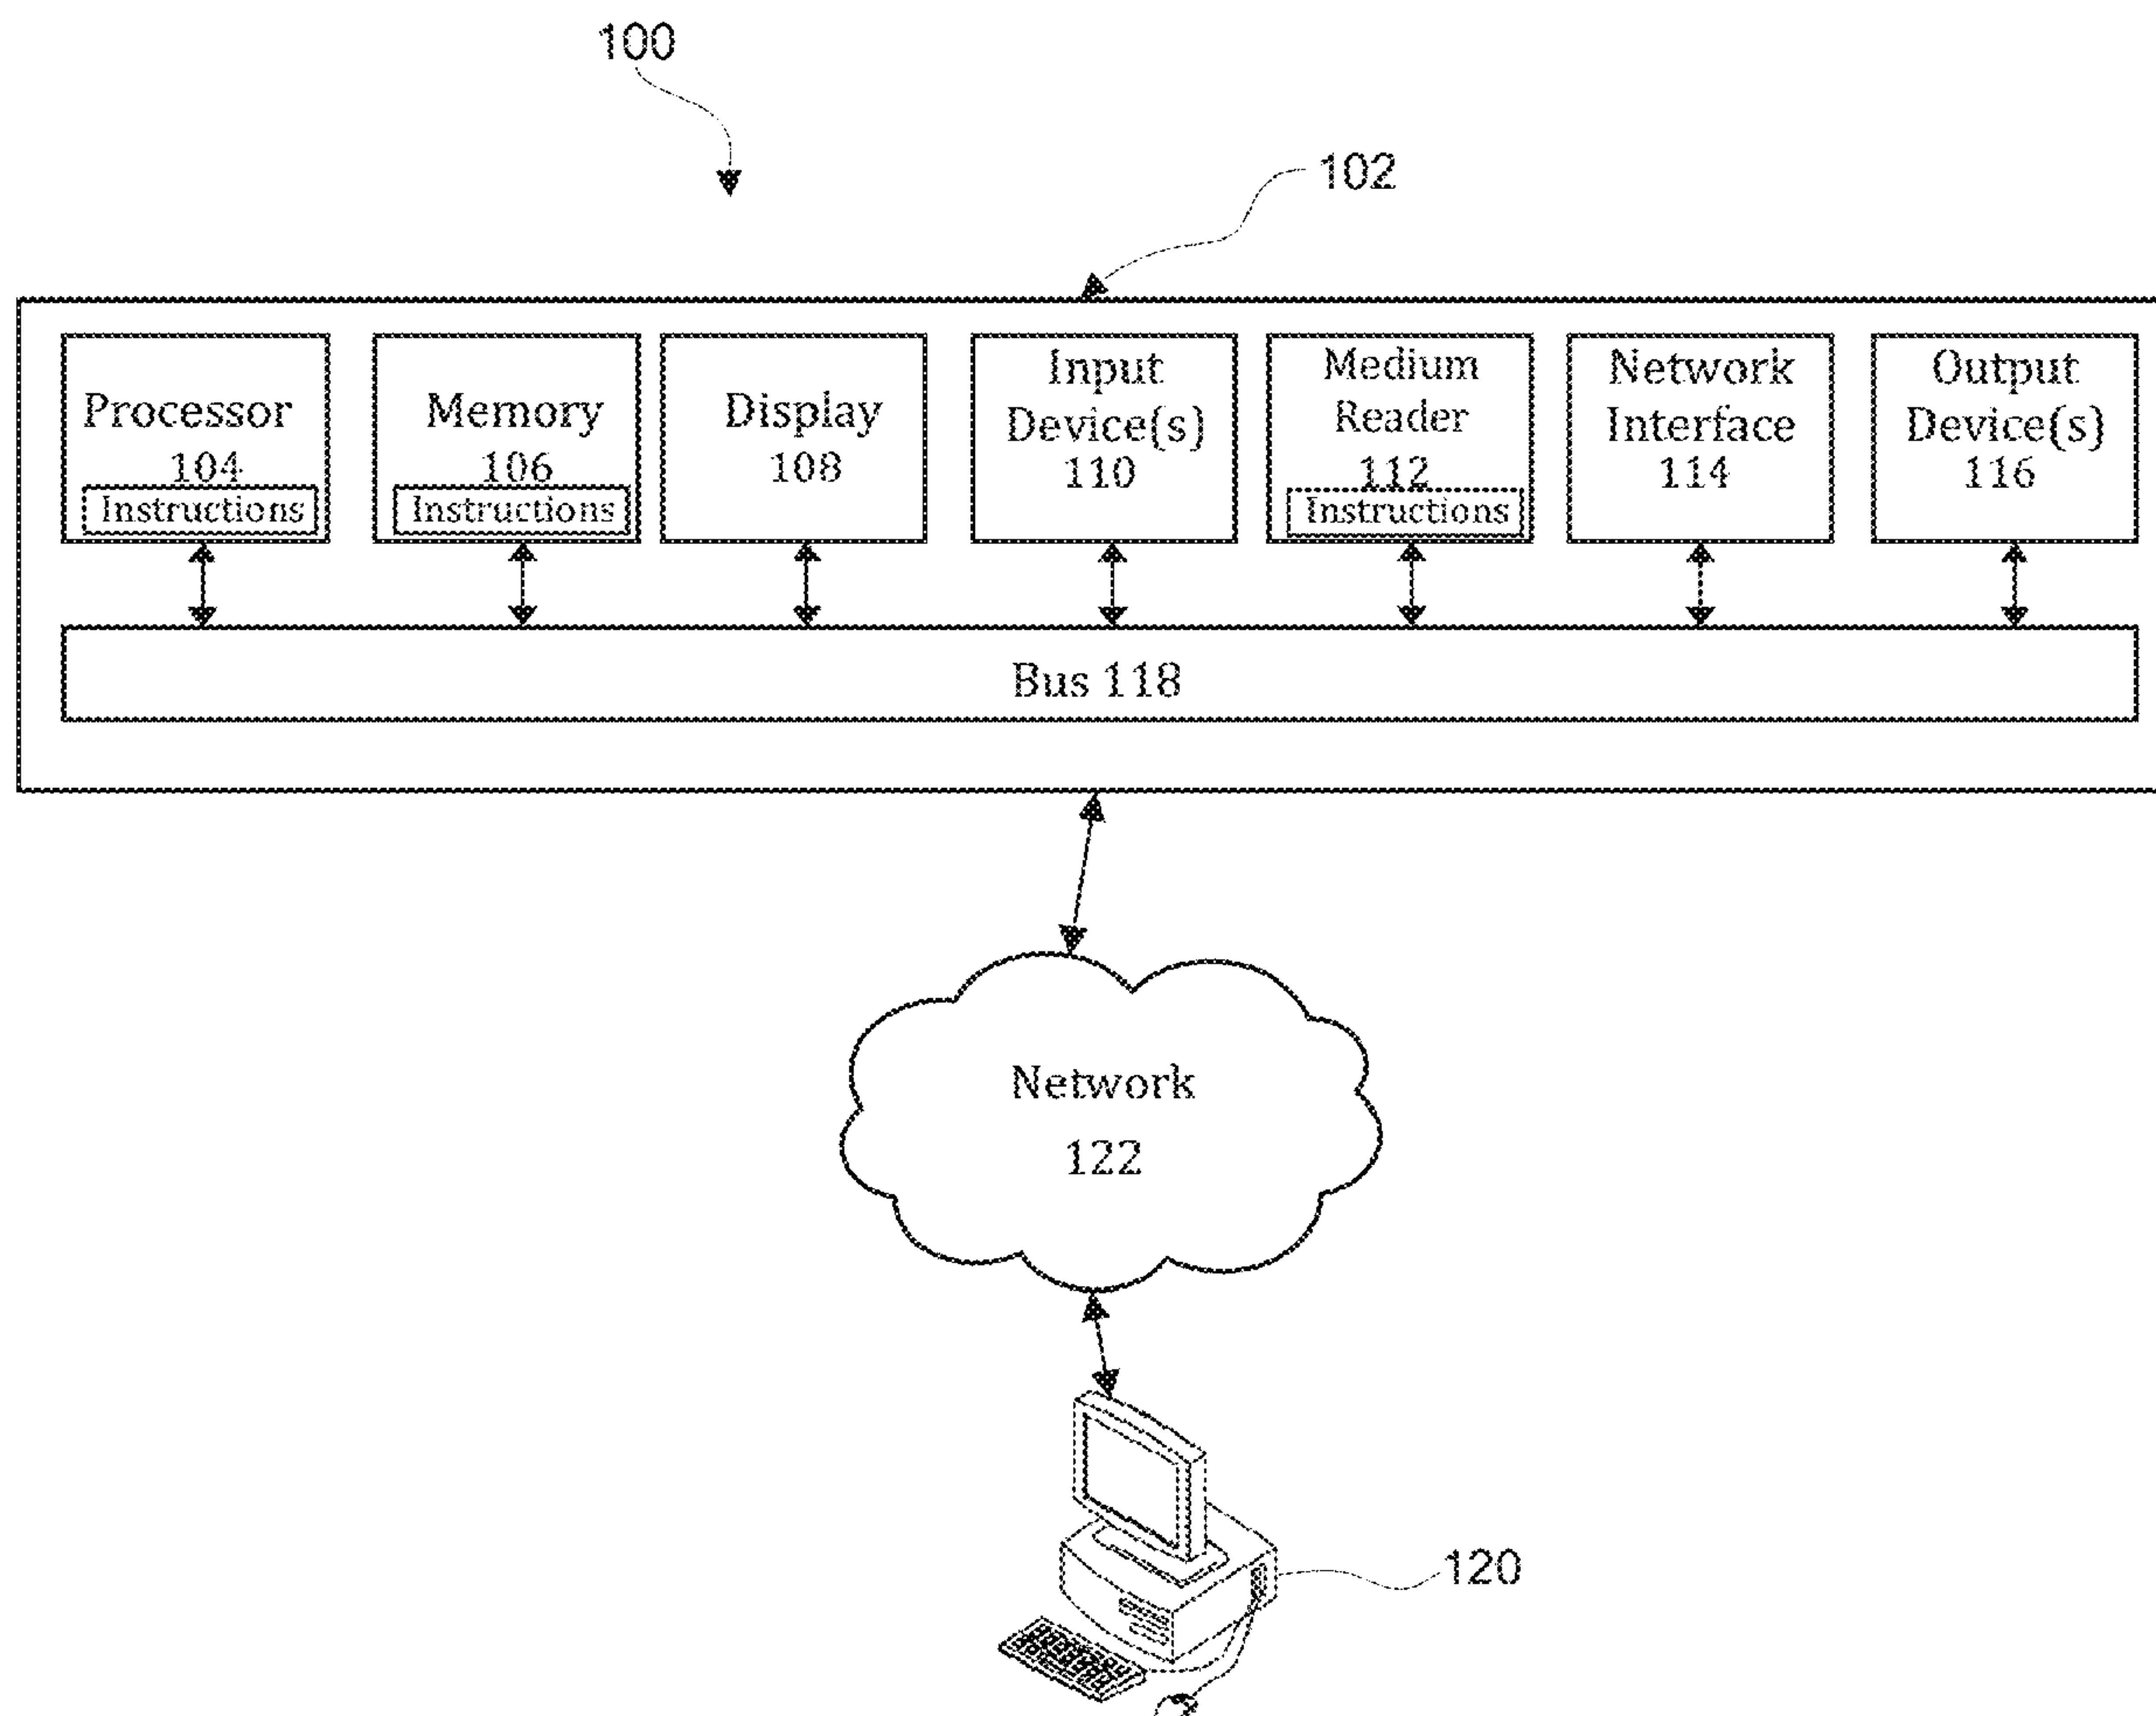 100
102
Processor
104
Instructions
Memory
106
Instructions
Display
108
Input
Device(s)
110
Medium
Reader
112
Instructions
Network
Interface
114
Output
Device(s)
116
Bus 118
Network
122
120